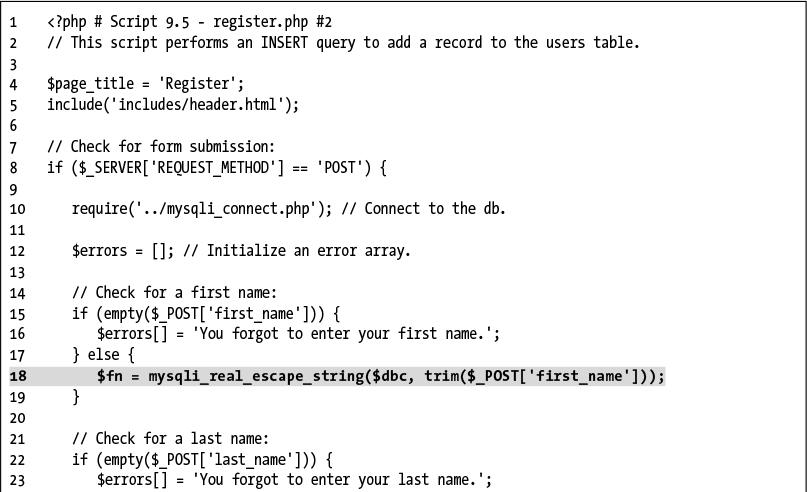 1 <?php # Script 9.5 - register.php #2
2 // This script performs an INSERT query to add a record to the users table.
3
4 $page_title = 'Register';
5 include('includes/header.html');
6
7 // Check for form submission:
8 if ($_SERVER['REQUEST_METHOD'] == 'POST') {
9
10 require('../mysqli_connect.php'); // Connect to the db.
11
12 $errors = []; // Initialize an error array.
13
14 // Check for a first name:
15 if (empty($_POST['first_name'])) {
16 $errors[] = 'You forgot to enter your first name.';
17 } else {
18 $fn = mysqli_real_escape_string($dbc, trim($_POST['first_name']));
19 }
20
21 // Check for a last name:
22 if (empty($_POST['last_name'])) {
23 $errors[] = 'You forgot to enter your last name.';